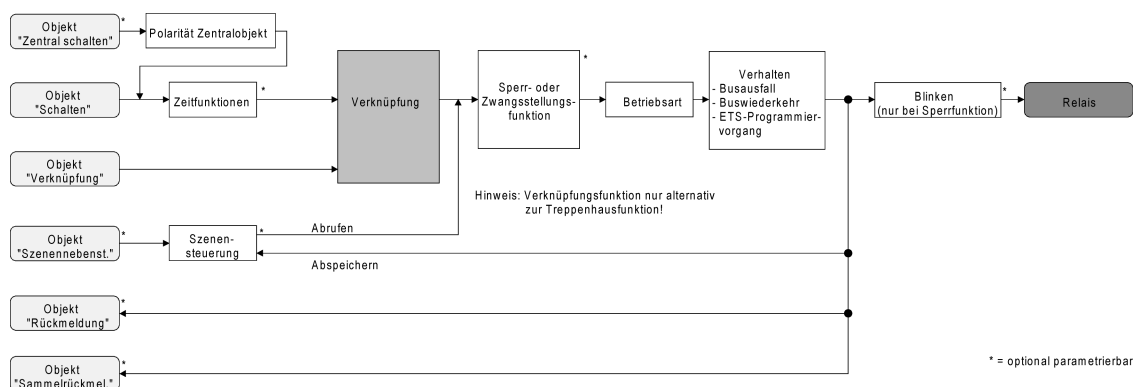 Objekt
"Zentral schalten"
*
Polarität Zentralobjekt
Objekt
"Schalten"
Zeitfunktionen
*
Verknüpfung
Sperr- oder
Zwangsstellungs-
funktion
*
Betriebsart
Verhalten
- Busausfall
- Buswiederkehr
- ETS-Programmier-
vorgang
Blinken
(nur bei Sperrfunktion)
*
Relais
Objekt
"Verknüpfung"
Hinweis: Verknüpfungsfunktion nur alternativ
zur Treppenhausfunktion!
Objekt
"Szenennebenst."
*
Szenen-
steuerung
*
Abrufen
Abspeichern
Objekt
"Rückmeldung"
*
Objekt
"Sammelrückmel."
*
* = optional parametrierbar